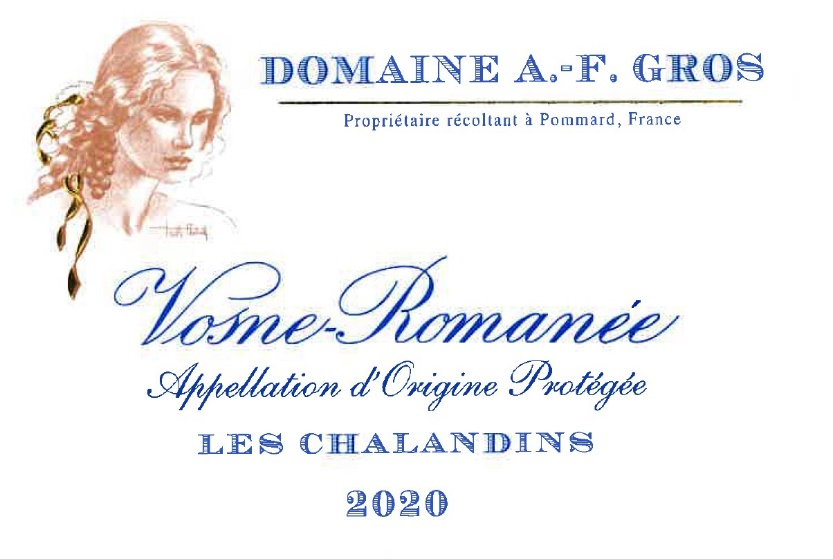 DOMAINE A.-F. GROS
Propriétaire récoltant à Pommard, France
Vosne-Romanée
Appellation d'Origine Protégée
LES CHALANDINS
2020